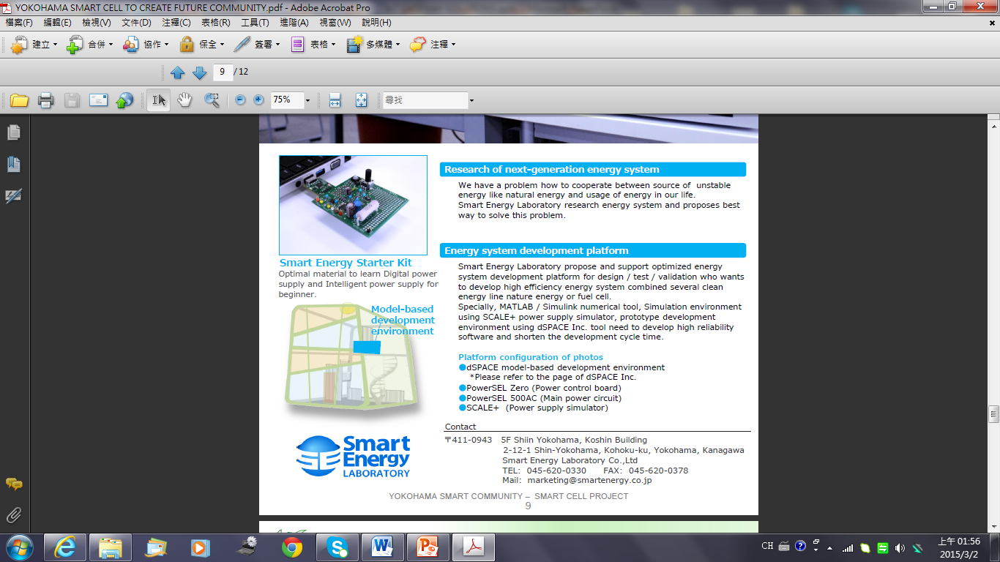 YOKOHAMA SMART CELL TO CREATE FUTURE COMMUNITY.pdf - Adobe Acrobat Pro
檔案(F) 編輯(E) 檢視(V) 文件(D) 注釋(C) 表格(R) 工具(T) 進階(A) 視窗(W) 說明(H)
建立 合併 協作 保全 簽署 表格 多媒體 注釋
9 / 12
75% 尋找
Smart Energy Starter Kit
Optimal material to learn Digital power
supply and Intelligent power supply for
beginner.
Model-based
development
environment
Smart
Energy
LABORATORY
Research of next-generation energy system
We have a problem how to cooperate between source of unstable
energy like natural energy and usage of energy in our life.
Smart Energy Laboratory research energy system and proposes best
way to solve this problem.
Energy system development platform
Smart Energy Laboratory propose and support optimized energy
system development platform for design / test / validation who wants
to develop high efficiency energy system combined several clean
energy line nature energy or fuel cell.
Specially, MATLAB / Simulink numerical tool, Simulation environment
using SCALE+ power supply simulator, prototype development
environment using dSPACE Inc. tool need to develop high reliability
software and shorten the development cycle time.
Platform configuration of photos
●dSPACE model-based development environment
*Please refer to the page of dSPACE Inc.
●PowerSEL Zero (Power control board)
●PowerSEL 500AC (Main power circuit)
●SCALE+ (Power supply simulator)
Contact
〒411-0943 5F Shiin Yokohama, Koshin Building
2-12-1 Shin-Yokohama, Kohoku-ku, Yokohama, Kanagawa
Smart Energy Laboratory Co.,Ltd
TEL: 045-620-0330 FAX: 045-620-0378
Mail: marketing@smartenergy.co.jp
YOKOHAMA SMART COMMUNITY – SMART CELL PROJECT
9
CH
上午 01:56
2015/3/2